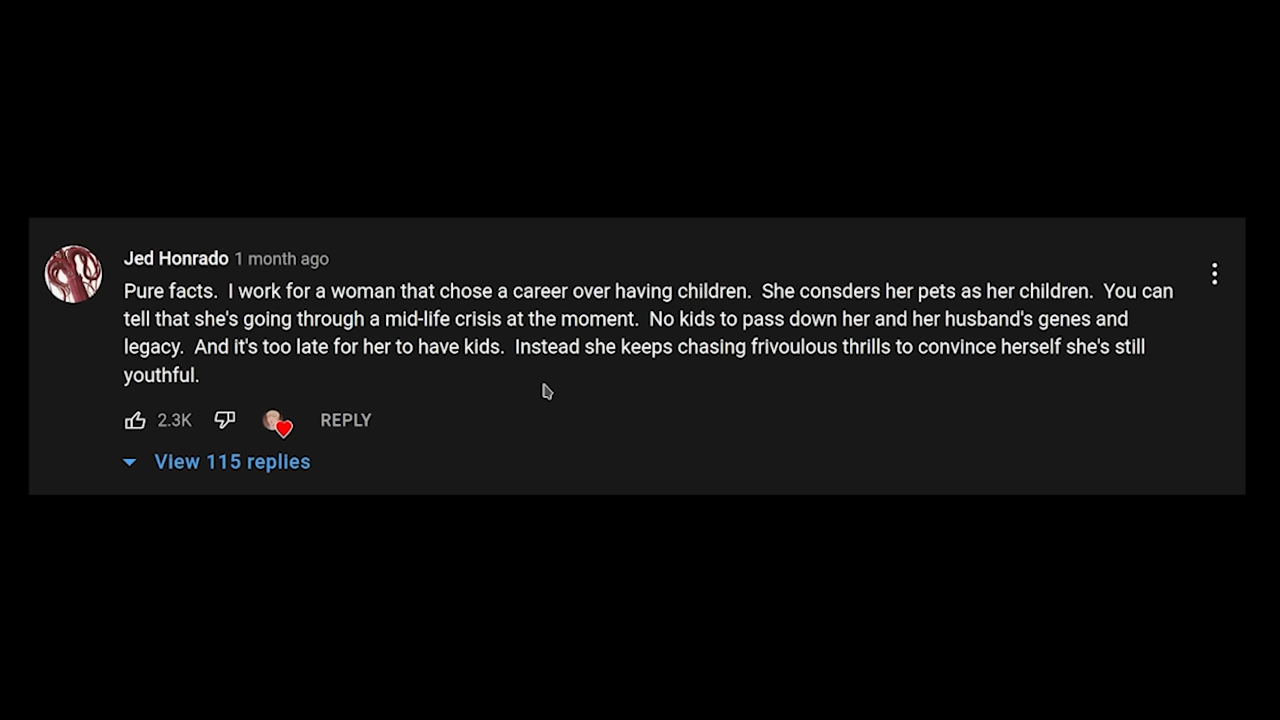 Jed Honrado 1 month ago
Pure facts.  I work for a woman that chose a career over having children.  She consders her pets as her children.  You can
tell that she's going through a mid-life crisis at the moment.  No kids to pass down her and her husband's genes and
legacy.  And it's too late for her to have kids.  Instead she keeps chasing frivoulous thrills to convince herself she's still
youthful.
2.3K REPLY
View 115 replies